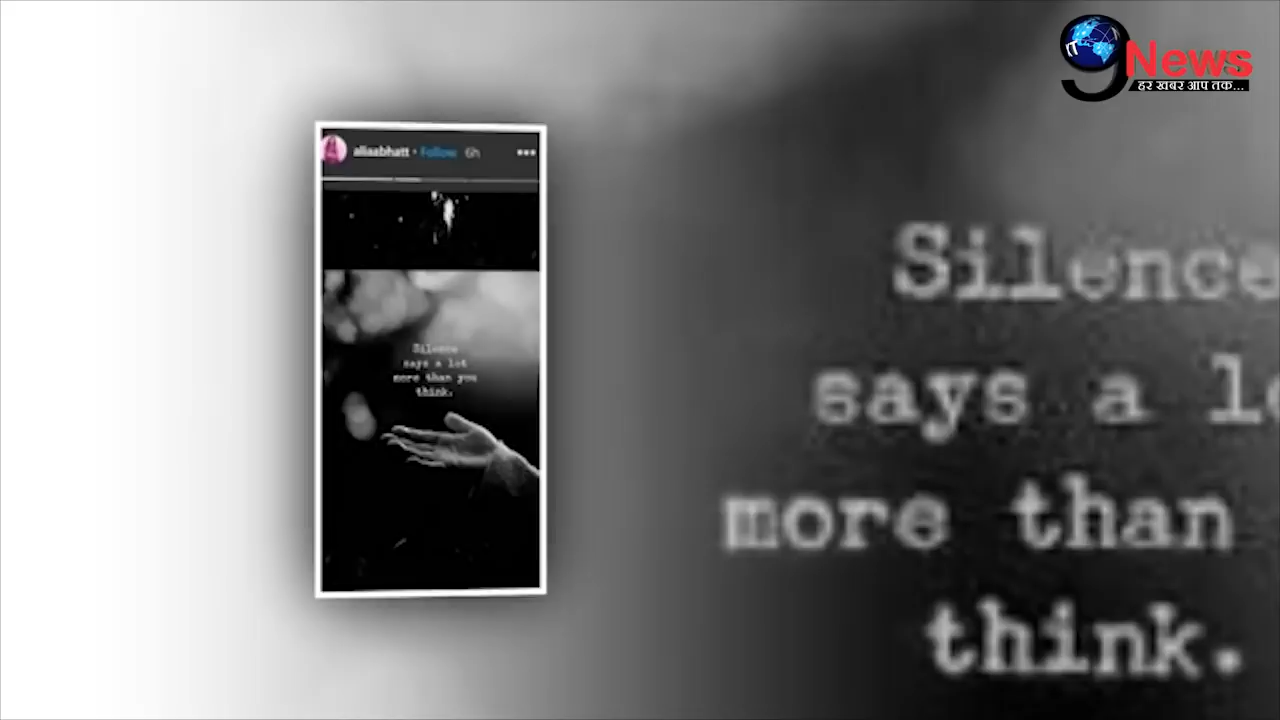 9 News
हर खबर आप तक...
aliaabhatt • Follow 6h •••
Silence
says a lot
more than you
think.
Silence
says a lo
more than
think.